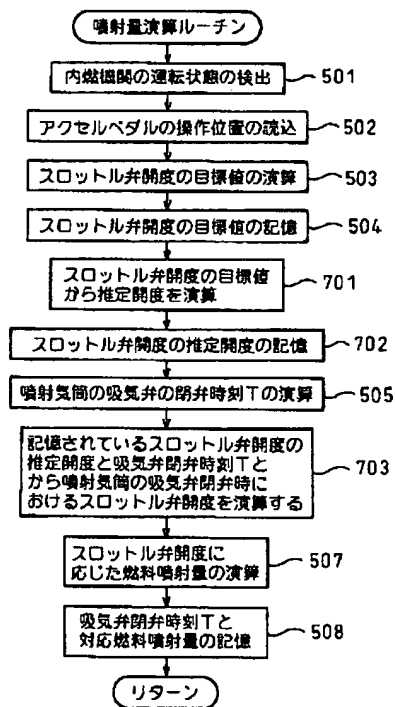 噴射量演算ルーチン
内燃機関の運転状態の検出
501
アクセルペダルの操作位置の読込
502
スロットル弁開度の目標値の演算
503
スロットル弁開度の目標値の記憶
504
スロットル弁開度の目標値
から推定開度を演算
701
スロットル弁開度の推定開度の記憶
702
噴射気筒の吸気弁の閉弁時刻Tの演算
505
記憶されているスロットル弁開度の
推定開度と吸気弁閉弁時刻Tと
から噴射気筒の吸気弁閉弁時に
おけるスロットル弁開度を演算する
703
スロットル弁開度に
応じた燃料噴射量の演算
507
吸気弁閉弁時刻Tと
対応燃料噴射量の記憶
508
リターン